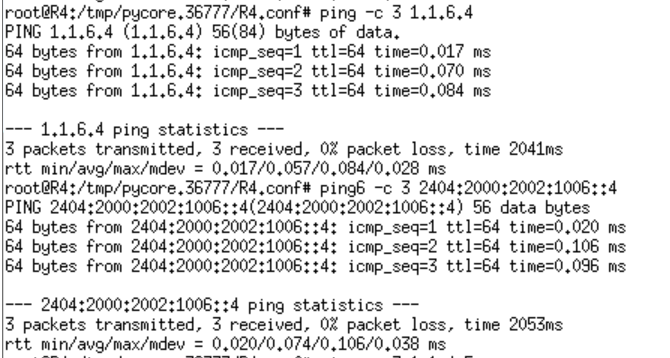 root@R4:/tmp/pycore.36777/R4.conf# ping -c 3 1.1.6.4
PING 1.1.6.4 (1.1.6.4) 56(84) bytes of data.
64 bytes from 1.1.6.4: icmp_seq=1 ttl=64 time=0.017 ms
64 bytes from 1.1.6.4: icmp_seq=2 ttl=64 time=0.070 ms
64 bytes from 1.1.6.4: icmp_seq=3 ttl=64 time=0.084 ms
--- 1.1.6.4 ping statistics ---
3 packets transmitted, 3 received, 0% packet loss, time 2041ms
rtt min/avg/max/mdev = 0.017/0.057/0.084/0.028 ms
root@R4:/tmp/pycore.36777/R4.conf# ping6 -c 3 2404:2000:2002:1006::4
PING 2404:2000:2002:1006::4(2404:2000:2002:1006::4) 56 data bytes
64 bytes from 2404:2000:2002:1006::4: icmp_seq=1 ttl=64 time=0.020 ms
64 bytes from 2404:2000:2002:1006::4: icmp_seq=2 ttl=64 time=0.106 ms
64 bytes from 2404:2000:2002:1006::4: icmp_seq=3 ttl=64 time=0.096 ms
--- 2404:2000:2002:1006::4 ping statistics ---
3 packets transmitted, 3 received, 0% packet loss, time 2053ms
rtt min/avg/max/mdev = 0.020/0.074/0.106/0.038 ms